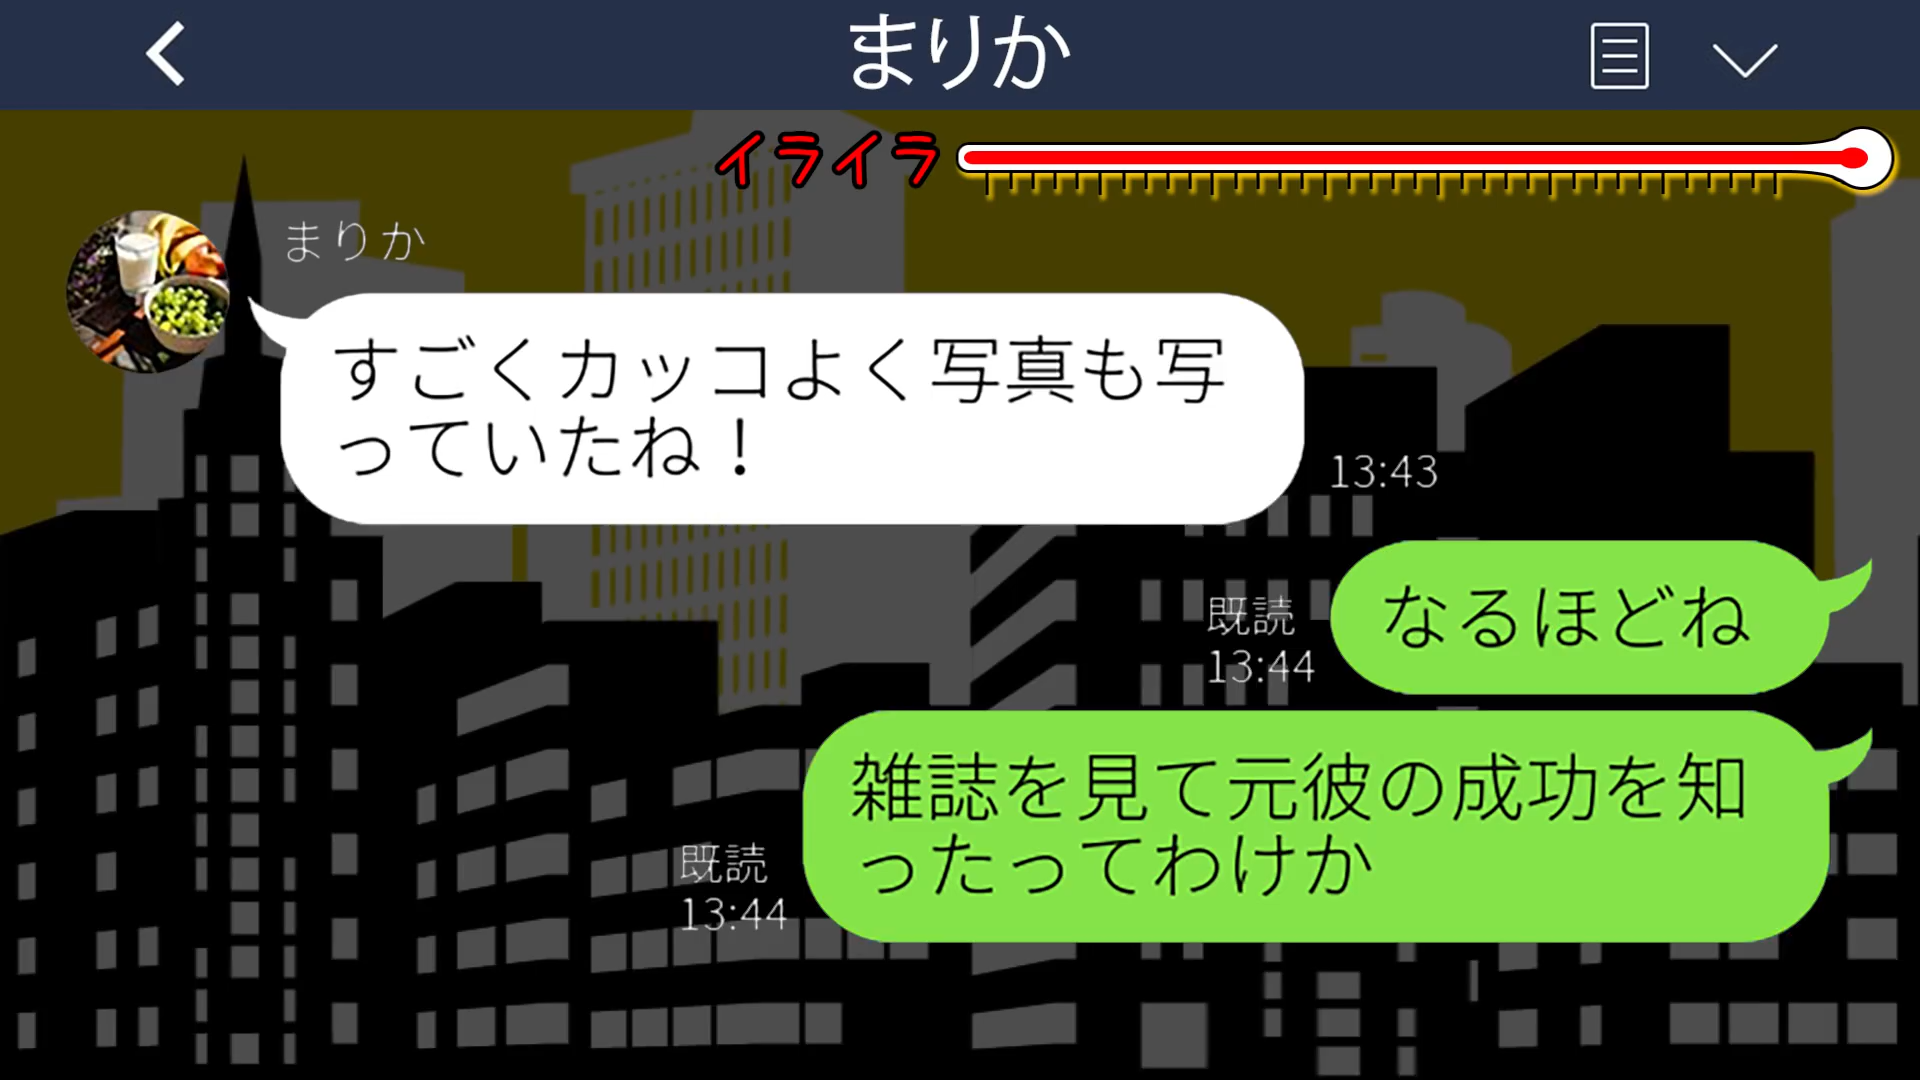 まりか
イライラ
まりか
すごくカッコよく写真も写
っていたね！
13:43
なるほどね
既読
13:44
雑誌を見て元彼の成功を知
ったってわけか
既読
13:44